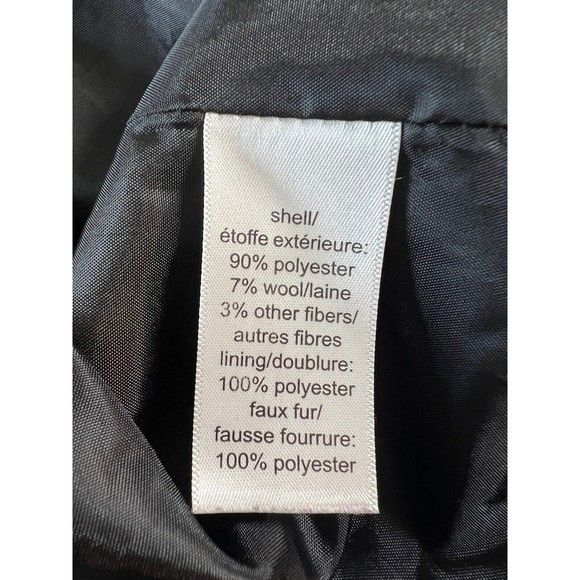 shell/
étoffe extérieure:
90% polyester
7% wool/laine
3% other fibers/
autres fibres
lining/doublure:
100% polyester
faux fur/
fausse fourrure:
100% polyester